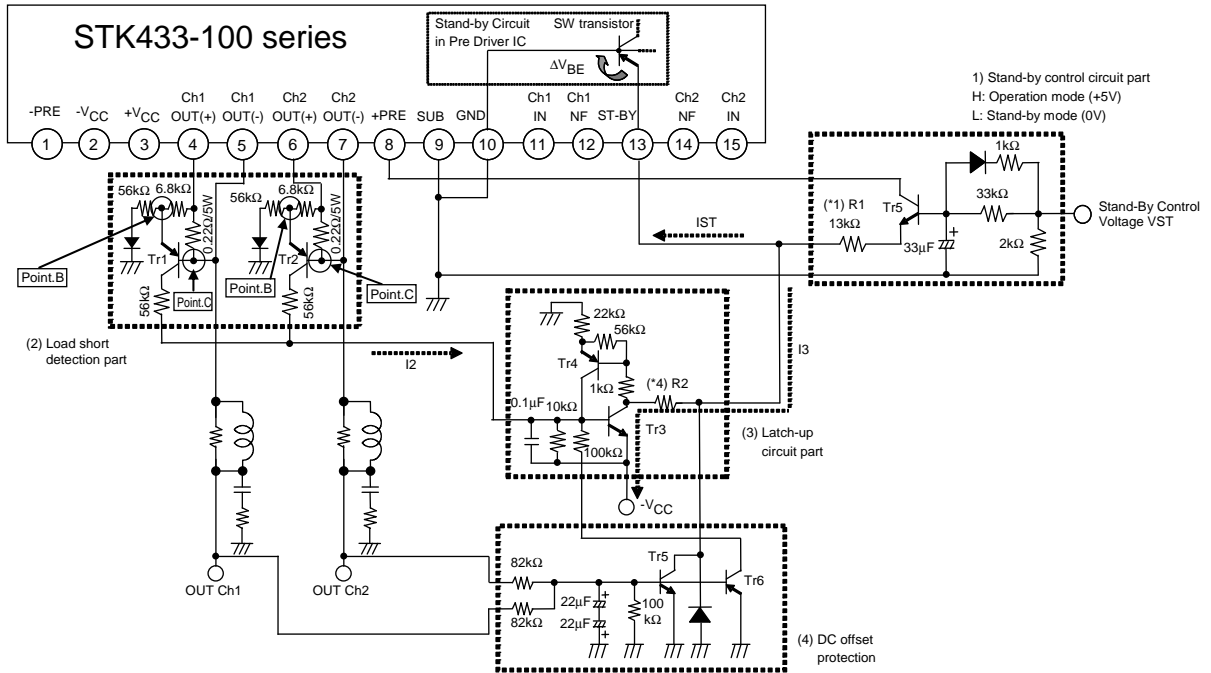 STK433-100 series
Stand-by Circuit
in Pre Driver IC
SW transistor
ΔVBE
-PRE
-VCC
+VCC
Ch1
OUT(+)
Ch1
OUT(-)
Ch2
OUT(+)
Ch2
OUT(-)
+PRE
SUB
GND
Ch1
IN
Ch1
NF
ST-BY
Ch2
NF
Ch2
IN
1 2 3 4 5 6 7 8 9 10 11 12 13 14 15
1) Stand-by control circuit part
H: Operation mode (+5V)
L: Stand-by mode (0V)
1kΩ
33kΩ
2kΩ
Tr5
(*1) R1
13kΩ
33µF
+
Stand-By Control
Voltage VST
IST
56kΩ
6.8kΩ
0.22Ω/5W
Tr1
56kΩ
Point.B
Point.C
56kΩ
6.8kΩ
0.22Ω/5W
Tr2
56kΩ
Point.B
Point.C
(2) Load short
detection part
I2
22kΩ
56kΩ
Tr4
1kΩ
(*4) R2
0.1µF
10kΩ
Tr3
100kΩ
I3
(3) Latch-up
circuit part
-VCC
OUT Ch1
OUT Ch2
82kΩ
82kΩ
22µF
+
22µF
+
100
kΩ
Tr5
Tr6
(4) DC offset
protection